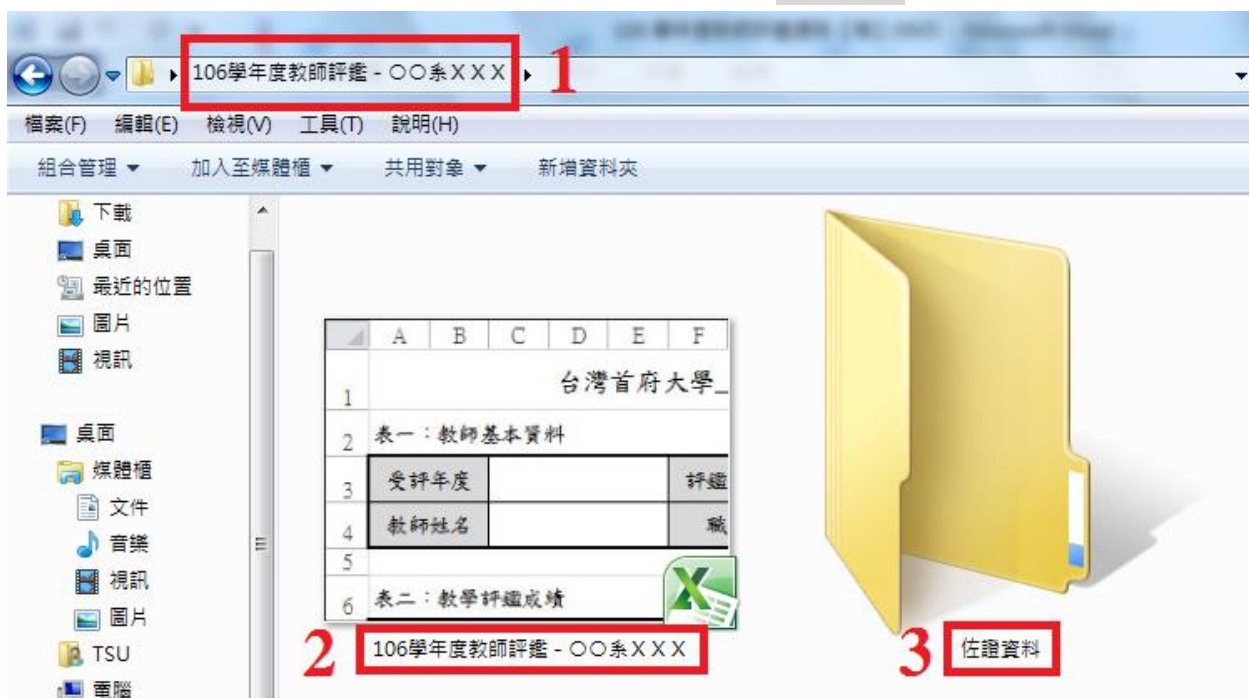 106學年度教師評鑑 - ○○系XXX
1
檔案(F) 編輯(E) 檢視(V) 工具(T) 說明(H)
組合管理 加入至媒體櫃 共用對象 新增資料夾
下載
桌面
最近的位置
圖片
視訊
桌面
媒體櫃
文件
音樂
視訊
圖片
TSU
電腦
A B C D E F
1 台灣首府大學_
2 表一：教師基本資料
3 受評年度 評鑑
4 教師姓名 職
5
6 表二：教學評鑑成績
2 106學年度教師評鑑 - ○○系XXX
3 佐證資料